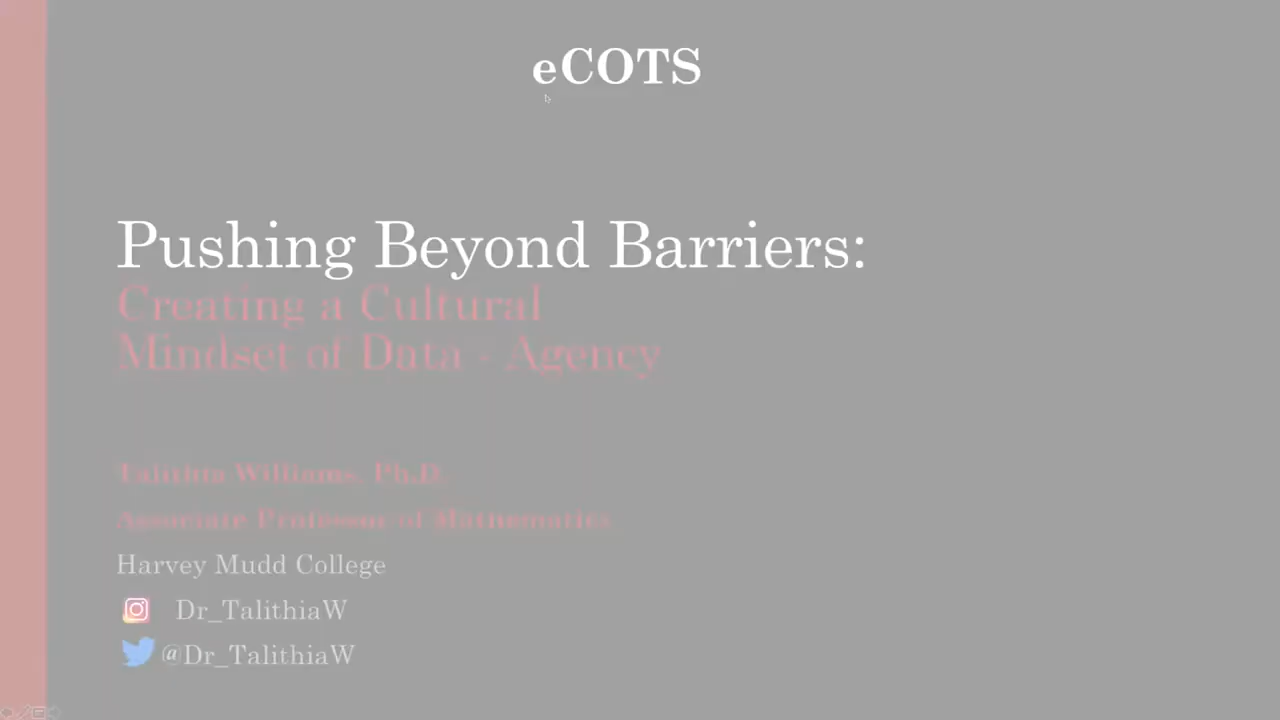 eCOTS
Pushing Beyond Barriers:
Creating a Cultural
Mindset of Data - Agency
Talithia Williams, Ph.D.
Associate Professor of Mathematics
Harvey Mudd College
Dr_TalithiaW
@Dr_TalithiaW